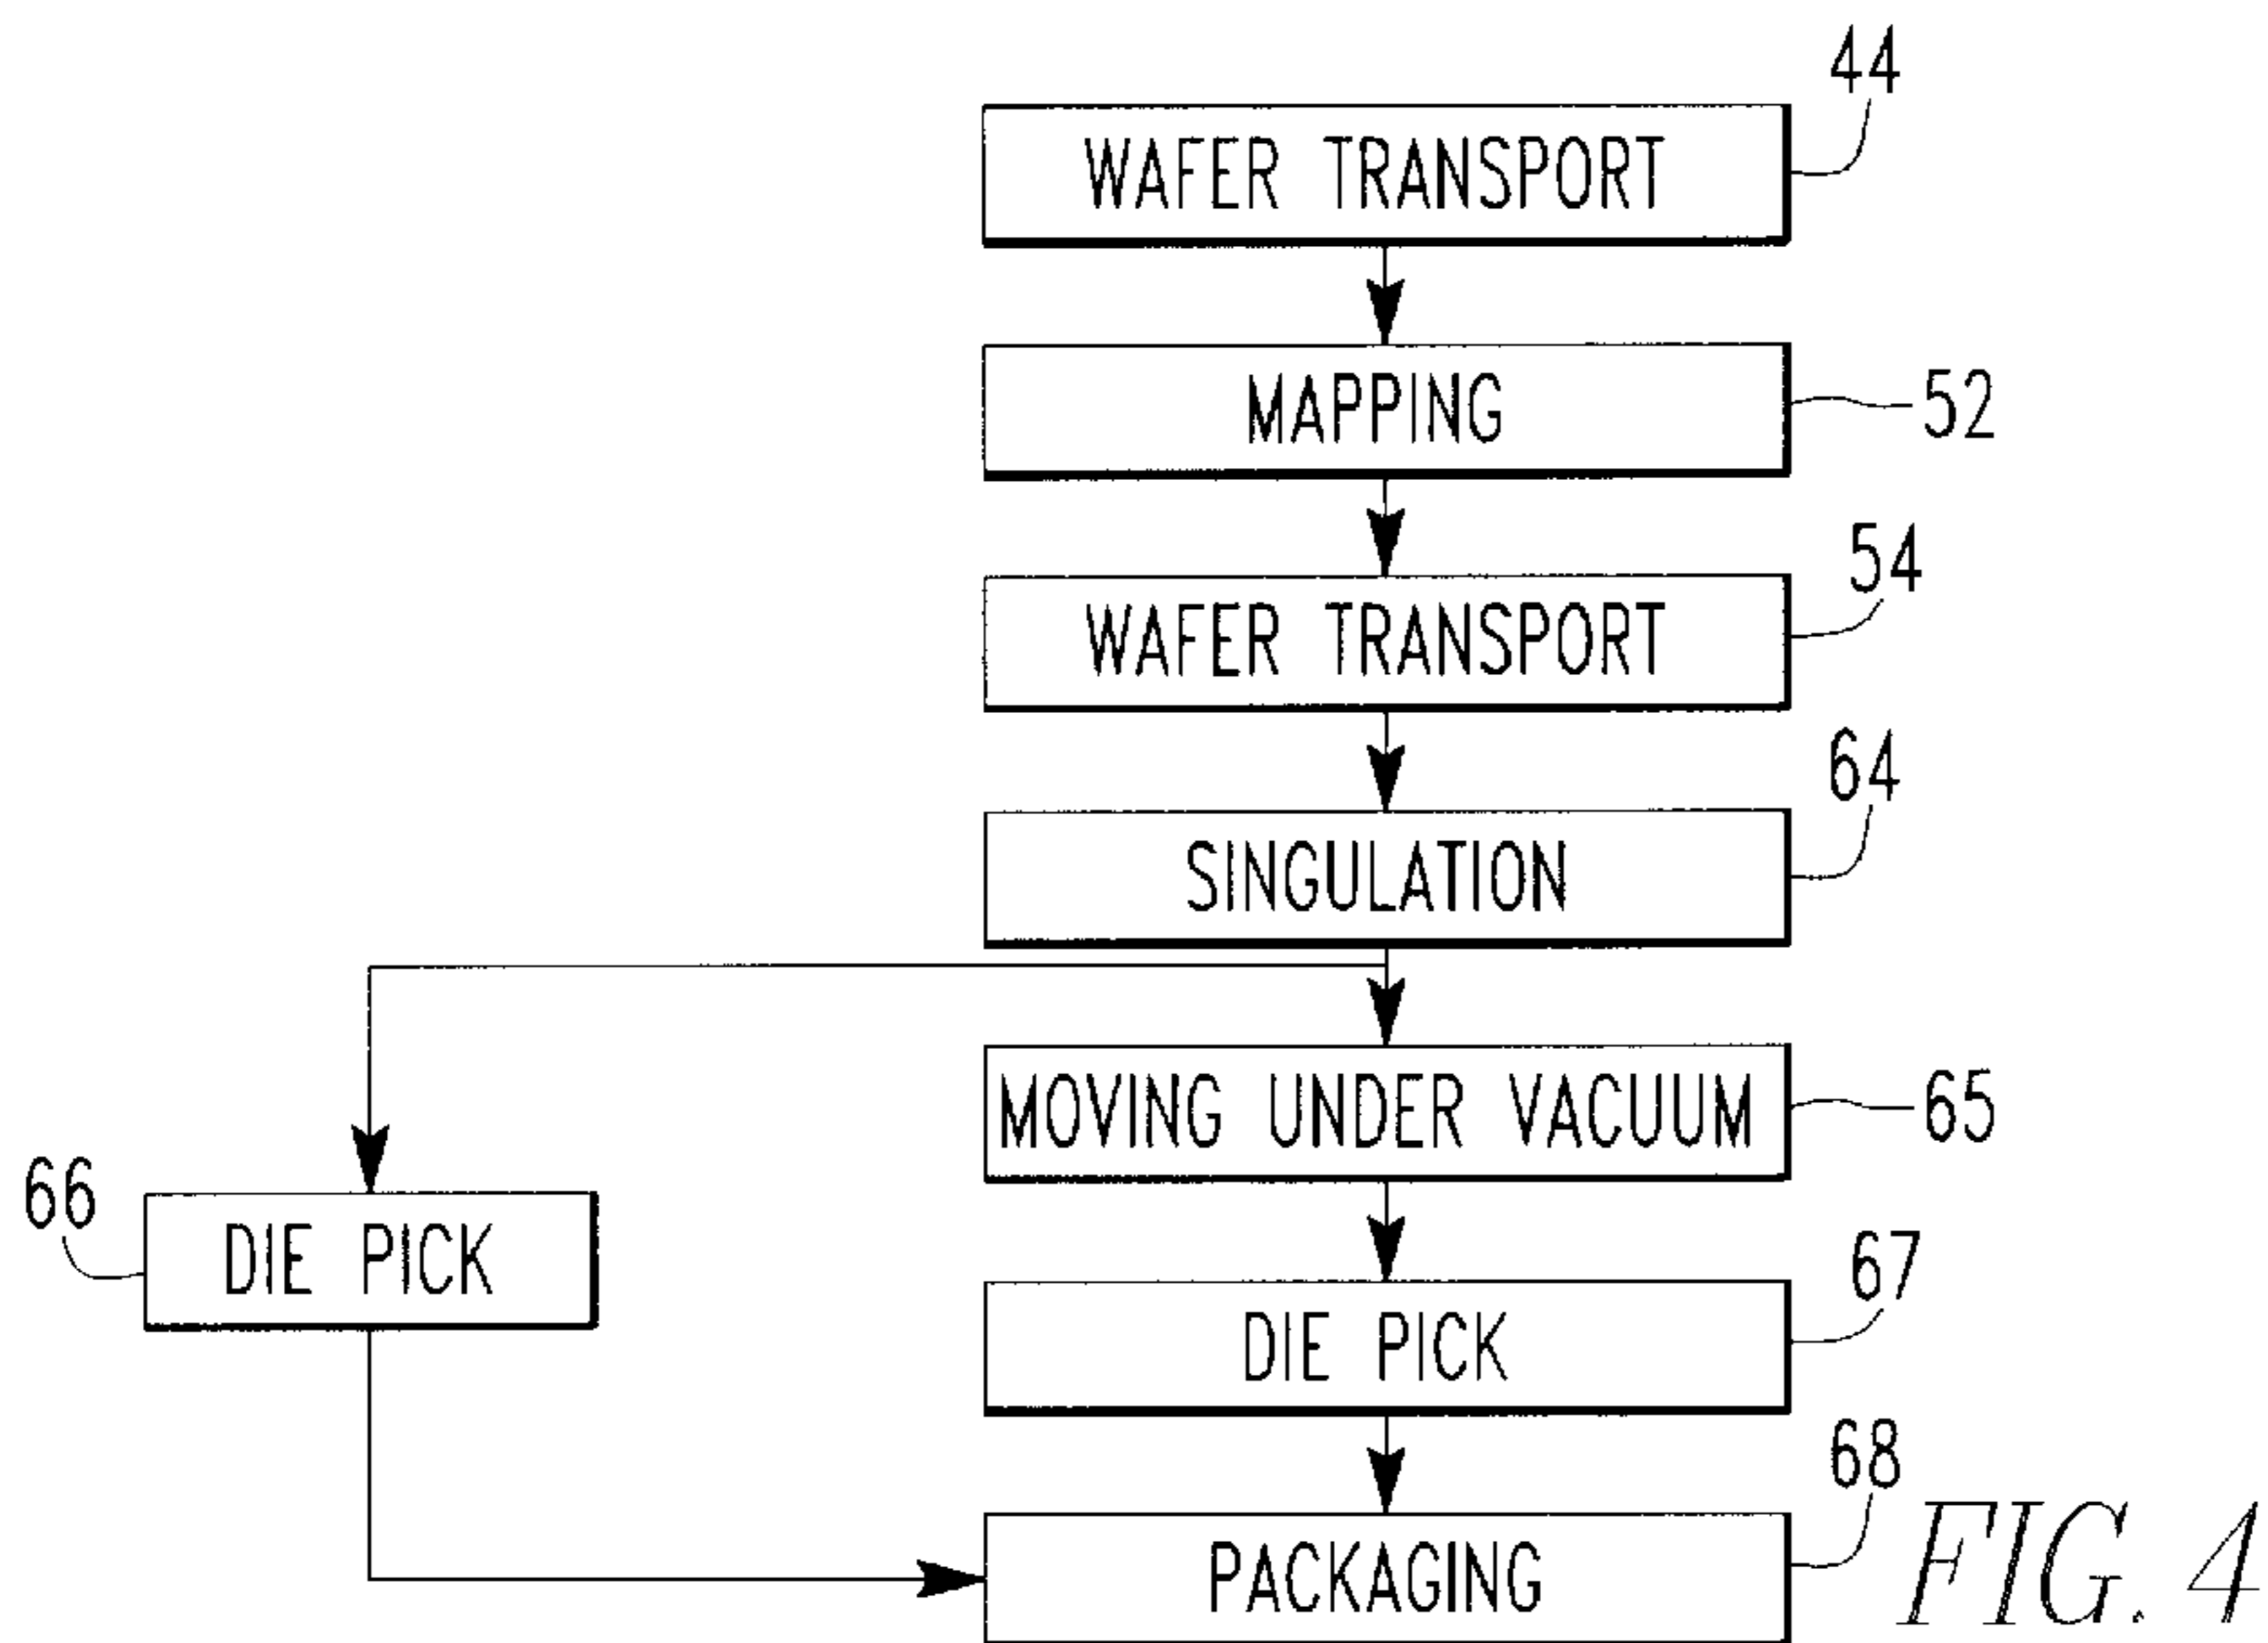 44
WAFER TRANSPORT
MAPPING
52
54
WAFER TRANSPORT
64
SINGULATION
MOVING UNDER VACUUM
65
66
DIE PICK
67
DIE PICK
68
PACKAGING
FIG. 4